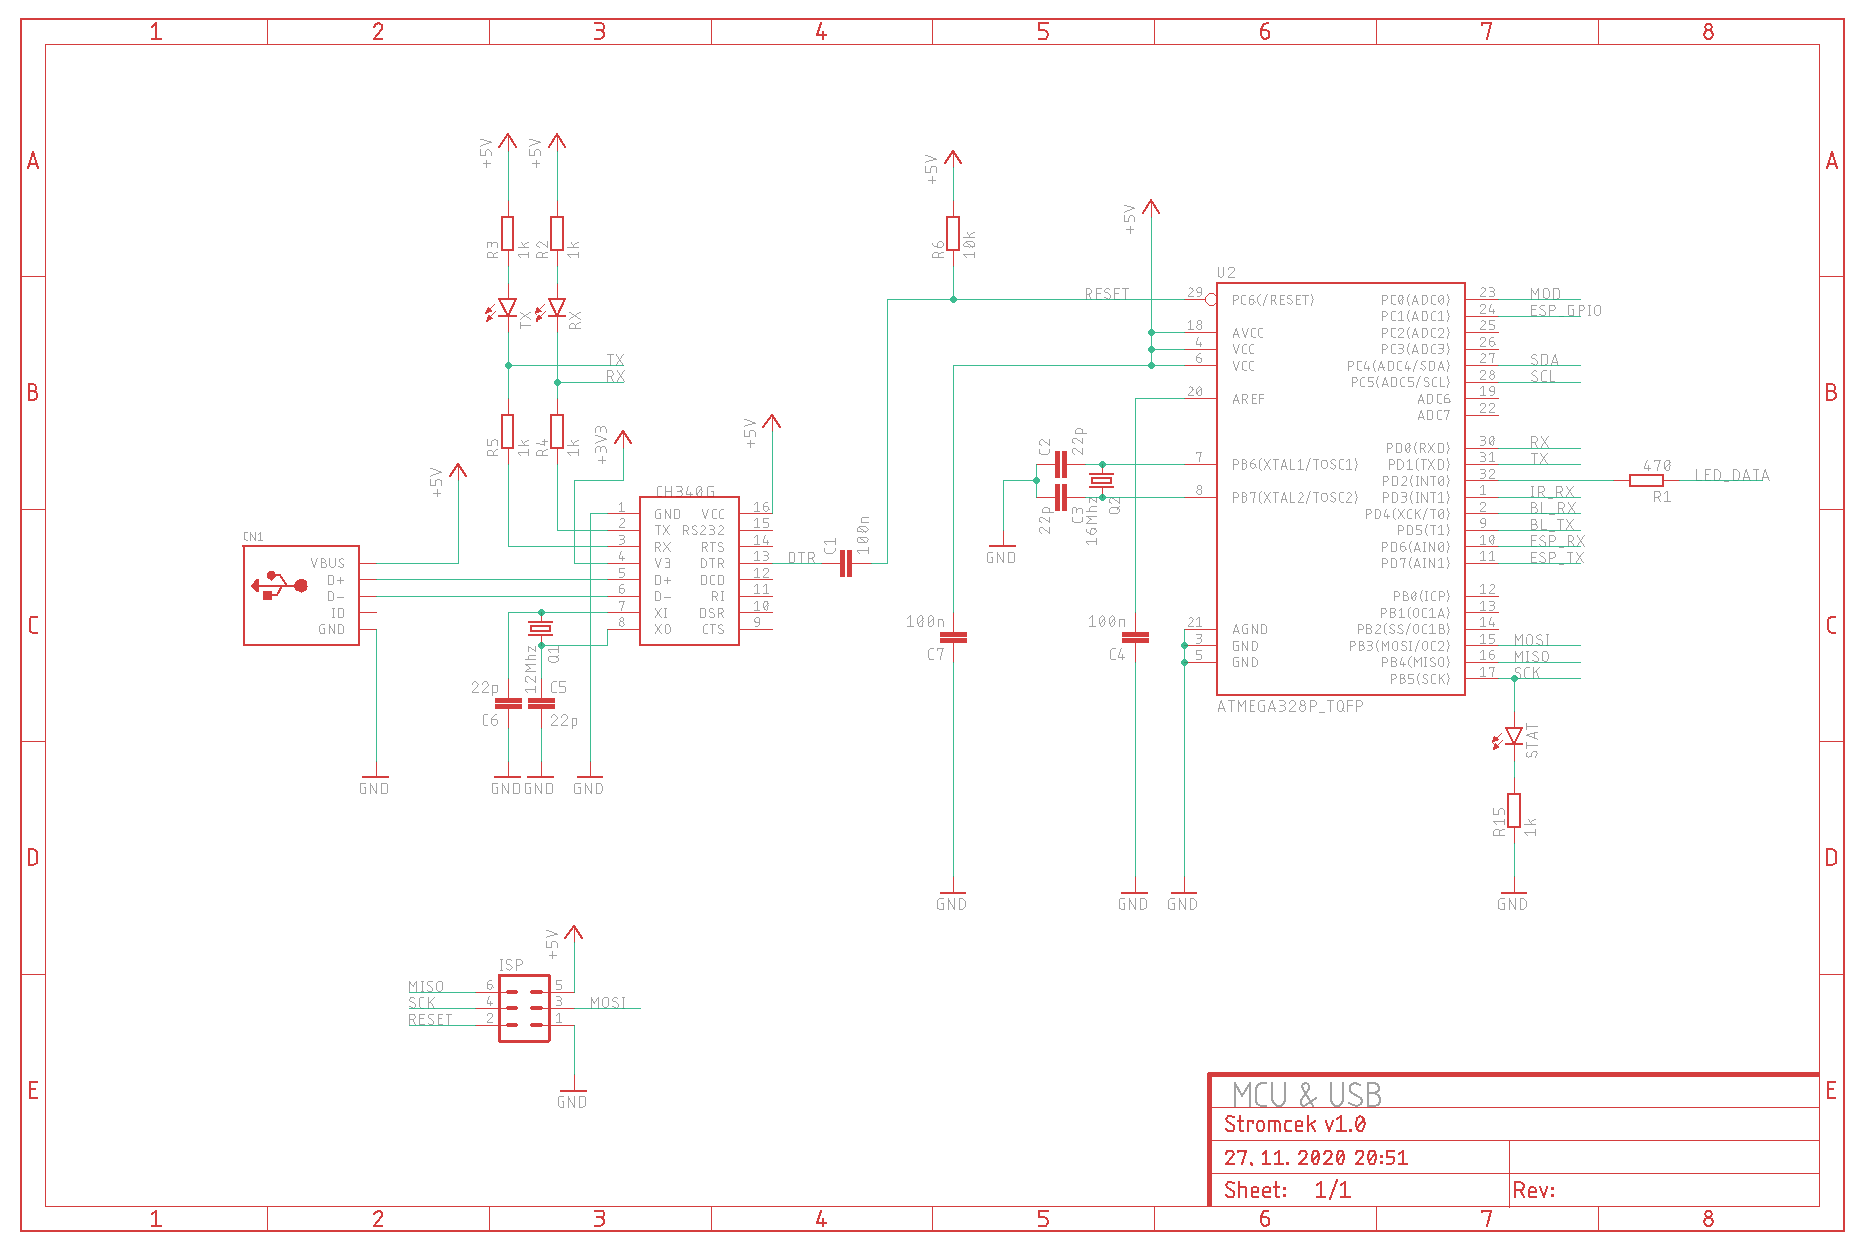 1 2 3 4 5 6 7 8
A A
B B
C C
D D
E E
+5V +5V
R3 1k R2 1k
TX RX
TX
RX
R5 1k R4 1k
+3V3
+5V
+5V
CH340G
1 GND VCC 16
2 TX RS232 15
3 RX RTS 14
4 V3 DTR 13
5 D+ DCD 12
6 D- RI 11
7 XI DSR 10
8 XO CTS 9
DTR C1 100n
CN1
VBUS
D+
D-
ID
GND
12Mhz Q1
22p C5
C6 22p
GND GND GND GND
+5V
R6 10k
+5V
RESET
U2
29 PC6(/RESET)
18 AVCC
4 VCC
6 VCC
20 AREF
7 PB6(XTAL1/TOSC1)
8 PB7(XTAL2/TOSC2)
21 AGND
3 GND
5 GND
PC0(ADC0) 23 MOD
PC1(ADC1) 24 ESP_GPIO
PC2(ADC2) 25
PC3(ADC3) 26
PC4(ADC4/SDA) 27 SDA
PC5(ADC5/SCL) 28 SCL
ADC6 19
ADC7 22
PD0(RXD) 30 RX
PD1(TXD) 31 TX
PD2(INT0) 32
PD3(INT1) 1 IR_RX
PD4(XCK/T0) 2 BL_RX
PD5(T1) 9 BL_TX
PD6(AIN0) 10 ESP_RX
PD7(AIN1) 11 ESP_TX
PB0(ICP) 12
PB1(OC1A) 13
PB2(SS/OC1B) 14
PB3(MOSI/OC2) 15 MOSI
PB4(MISO) 16 MISO
PB5(SCK) 17 SCK
ATMEGA328P_TQFP
470 LED_DATA
R1
C2 22p
22p C3 16Mhz Q2
GND
100n
C7
100n
C4
GND GND GND
STAT
R15 1k
GND
+5V
ISP
MISO 6 5
SCK 4 3 MOSI
RESET 2 1
GND
MCU & USB
Stromcek v1.0
27. 11. 2020 20:51
Sheet: 1/1 Rev:
1 2 3 4 5 6 7 8